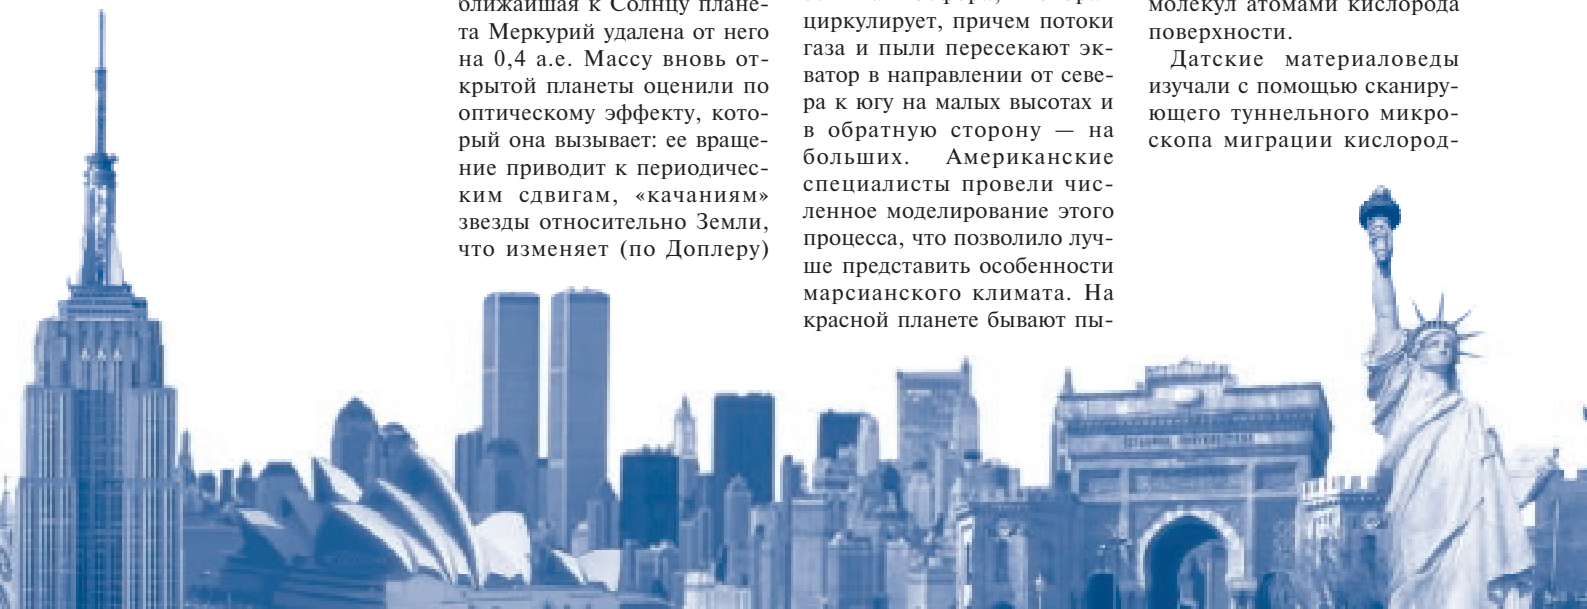 ближайшая к Солнцу плане-
та Меркурий удалена от него
на 0,4 а.е. Массу вновь от-
крытой планеты оценили по
оптическому эффекту, кото-
рый она вызывает: ее враще-
ние приводит к периодичес-
ким сдвигам, «качаниям»
звезды относительно Земли,
что изменяет (по Доплеру)
циркулирует, причем потоки
газа и пыли пересекают эк-
ватор в направлении от севе-
ра к югу на малых высотах и
в обратную сторону — на
больших. Американские
специалисты провели чис-
ленное моделирование этого
процесса, что позволило луч-
ше представить особенности
марсианского климата. На
красной планете бывают пы-
молекул атомами кислорода
поверхности.
Датские материаловеды
изучали с помощью сканиру-
ющего туннельного микро-
скопа миграции кислород-